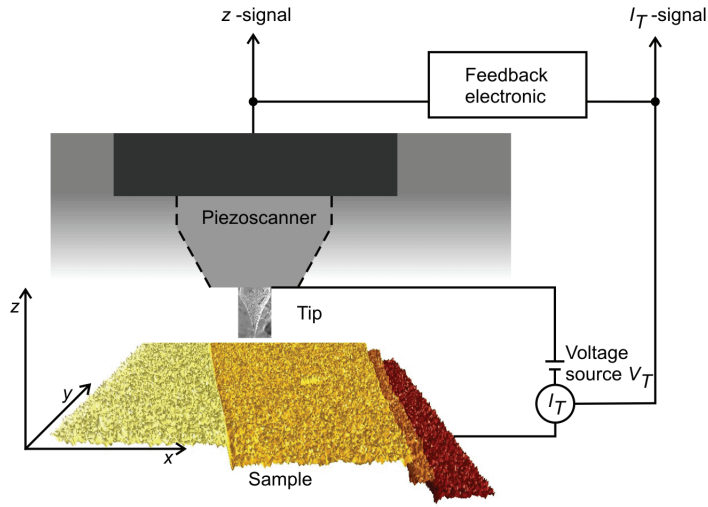 z -signal
I_T -signal
Feedback
electronic
Piezoscanner
z
Tip
Voltage
source V_T
y
I_T
x
Sample